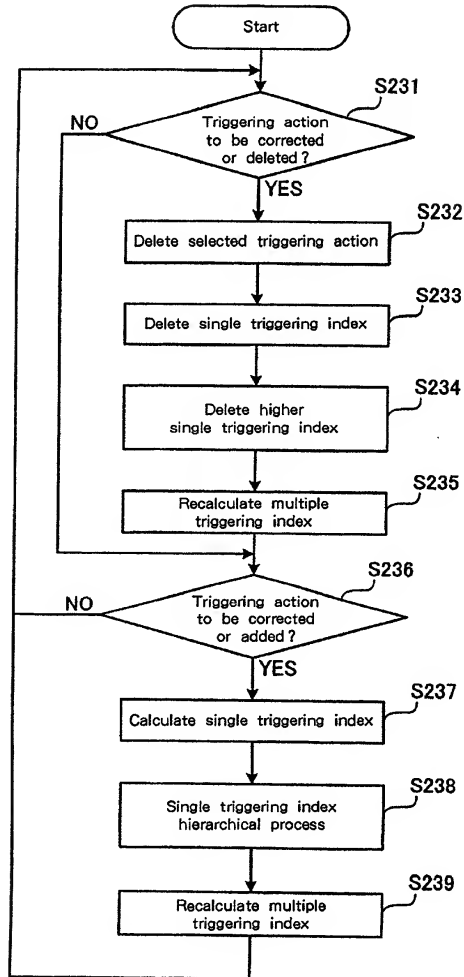 Start
S231
NO
Triggering action
to be corrected
or deleted?
YES
S232
Delete selected triggering action
S233
Delete single triggering index
S234
Delete higher
single triggering index
S235
Recalculate multiple
triggering index
S236
NO
Triggering action
to be corrected
or added?
YES
S237
Calculate single triggering index
S238
Single triggering index
hierarchical process
S239
Recalculate multiple
triggering index